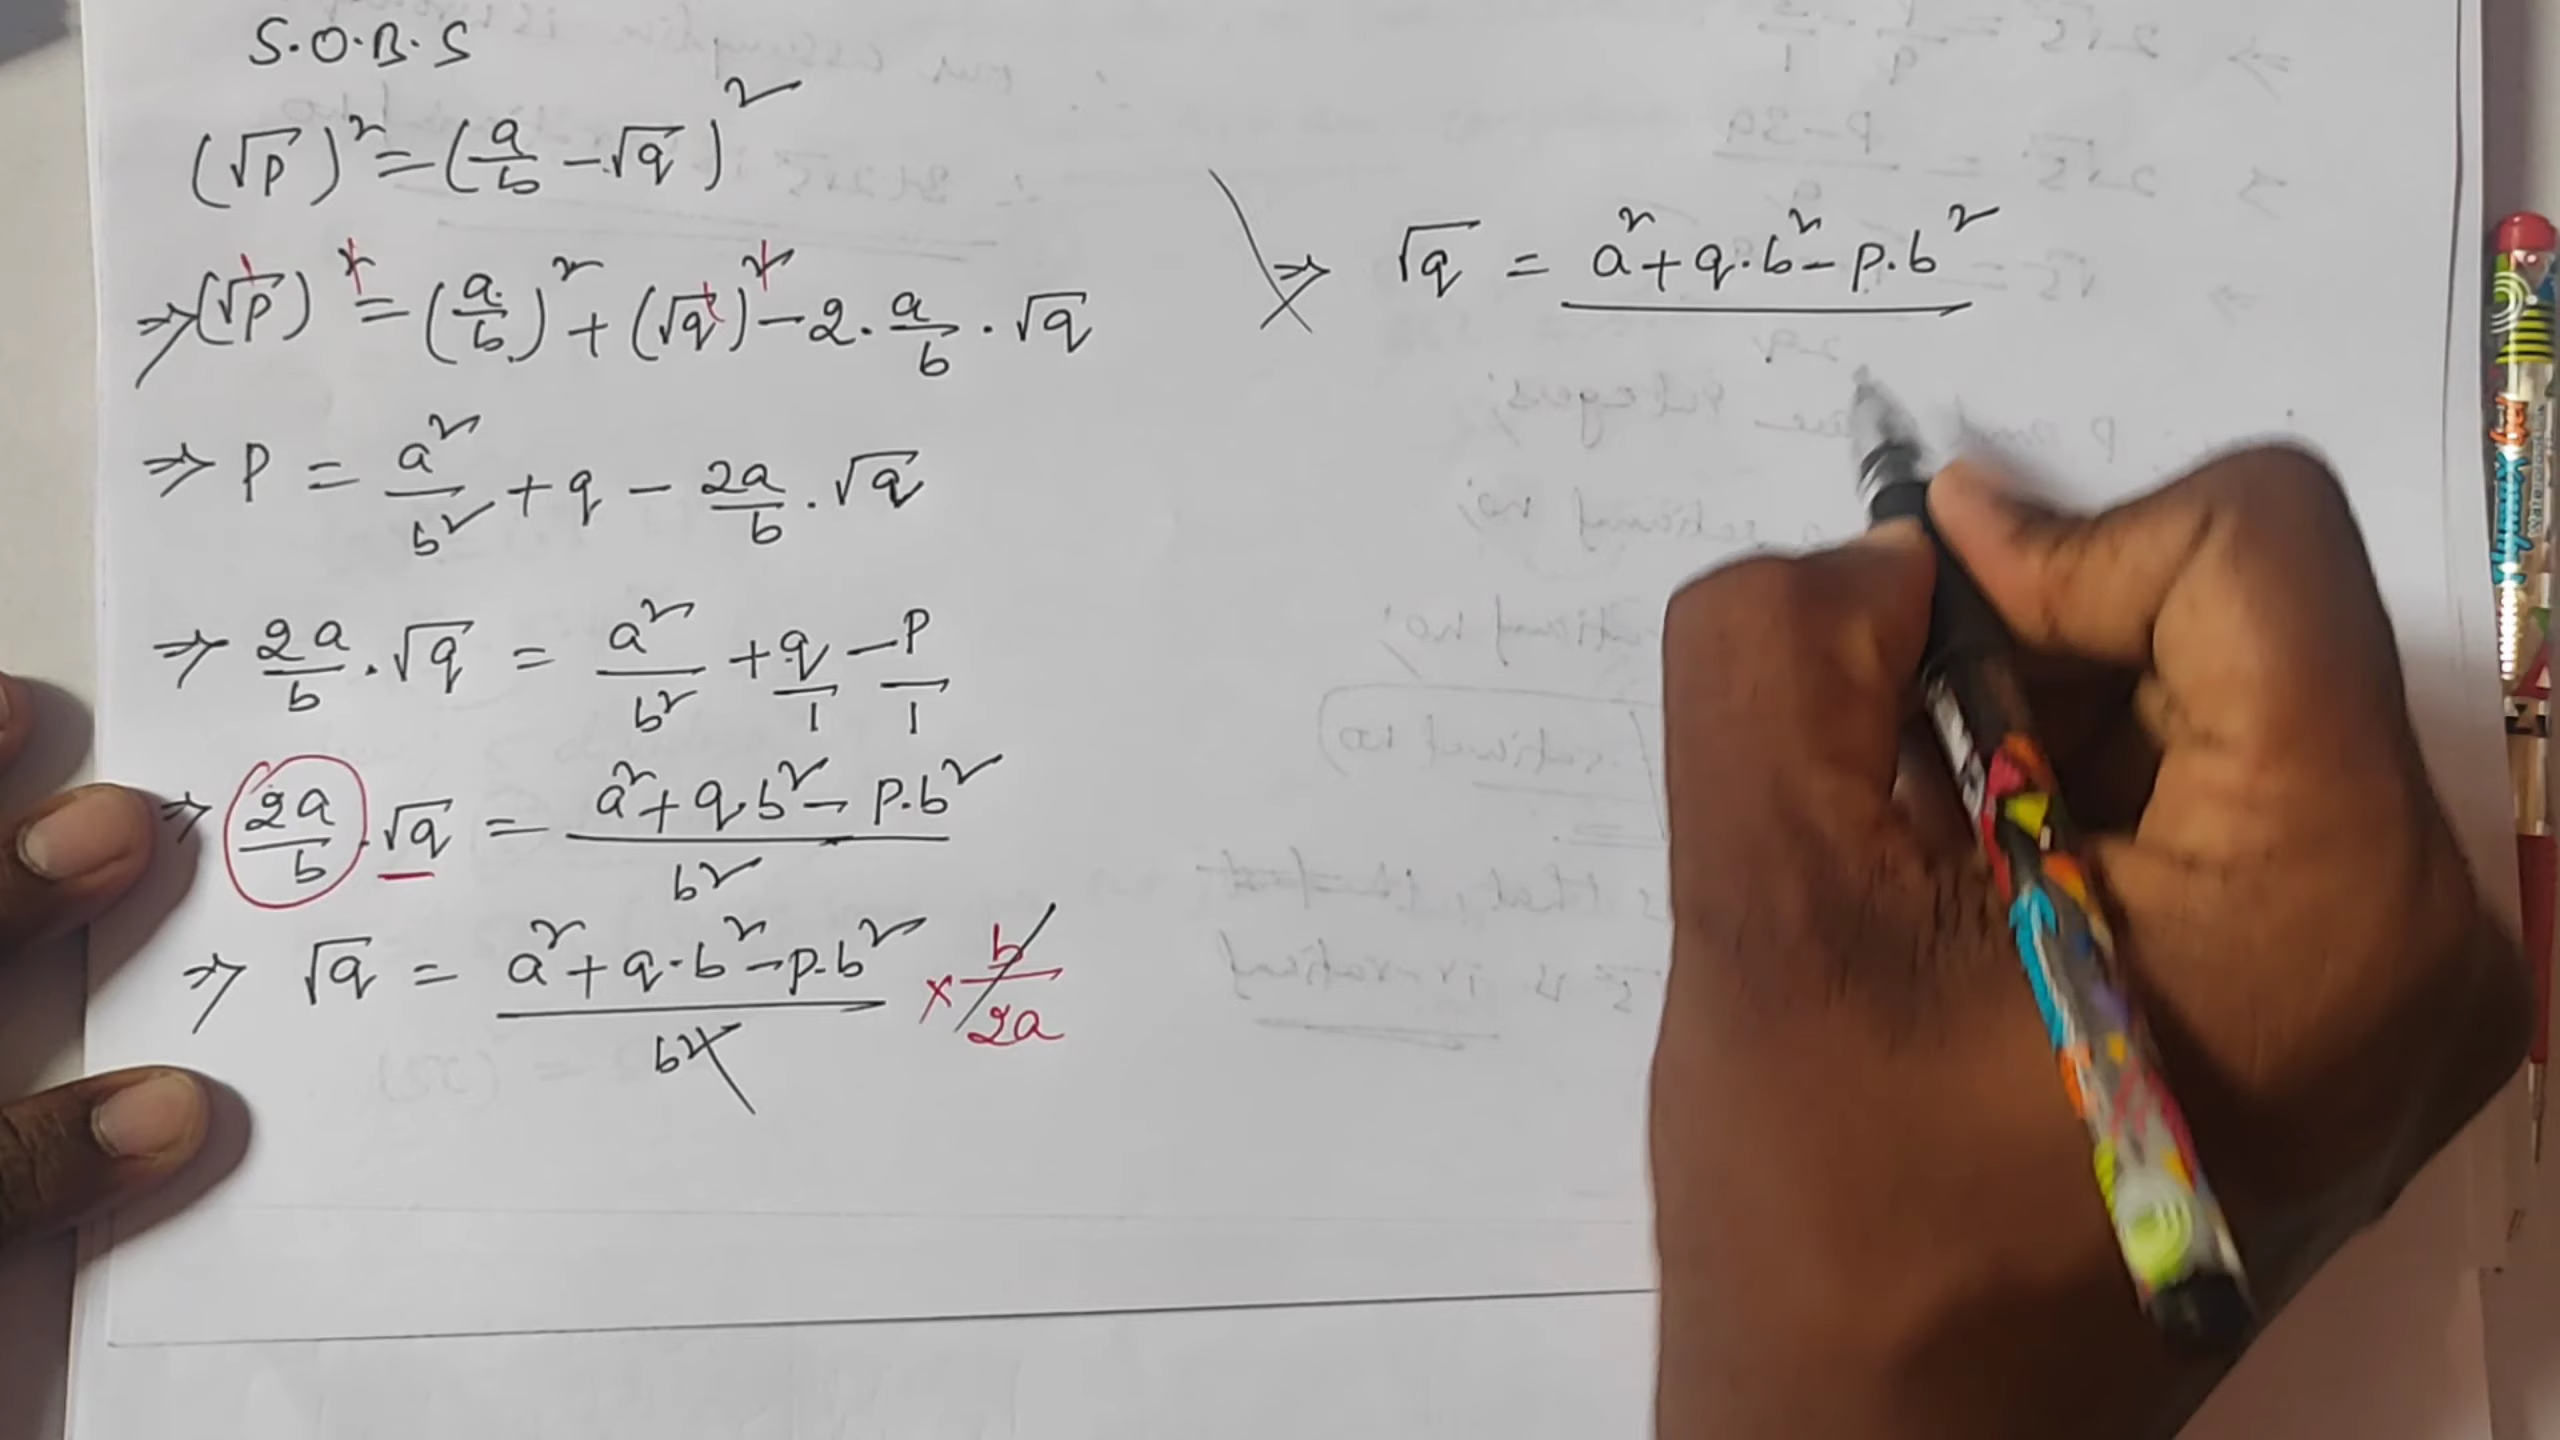 S.O.B.S
(√p)² = (a/b - √q)²
⇒ (√p)² = (a/b)² + (√q)² - 2 · a/b · √q
⇒ p = a²/b² + q - 2a/b · √q
⇒ 2a/b · √q = a²/b² + q/1 - p/1
⇒ 2a/b · √q = (a² + q.b² - p.b²)/b²
⇒ √q = (a² + q·b² - p.b²)/b² × b/2a
⇒ √q = a² + q·b² - p.b²